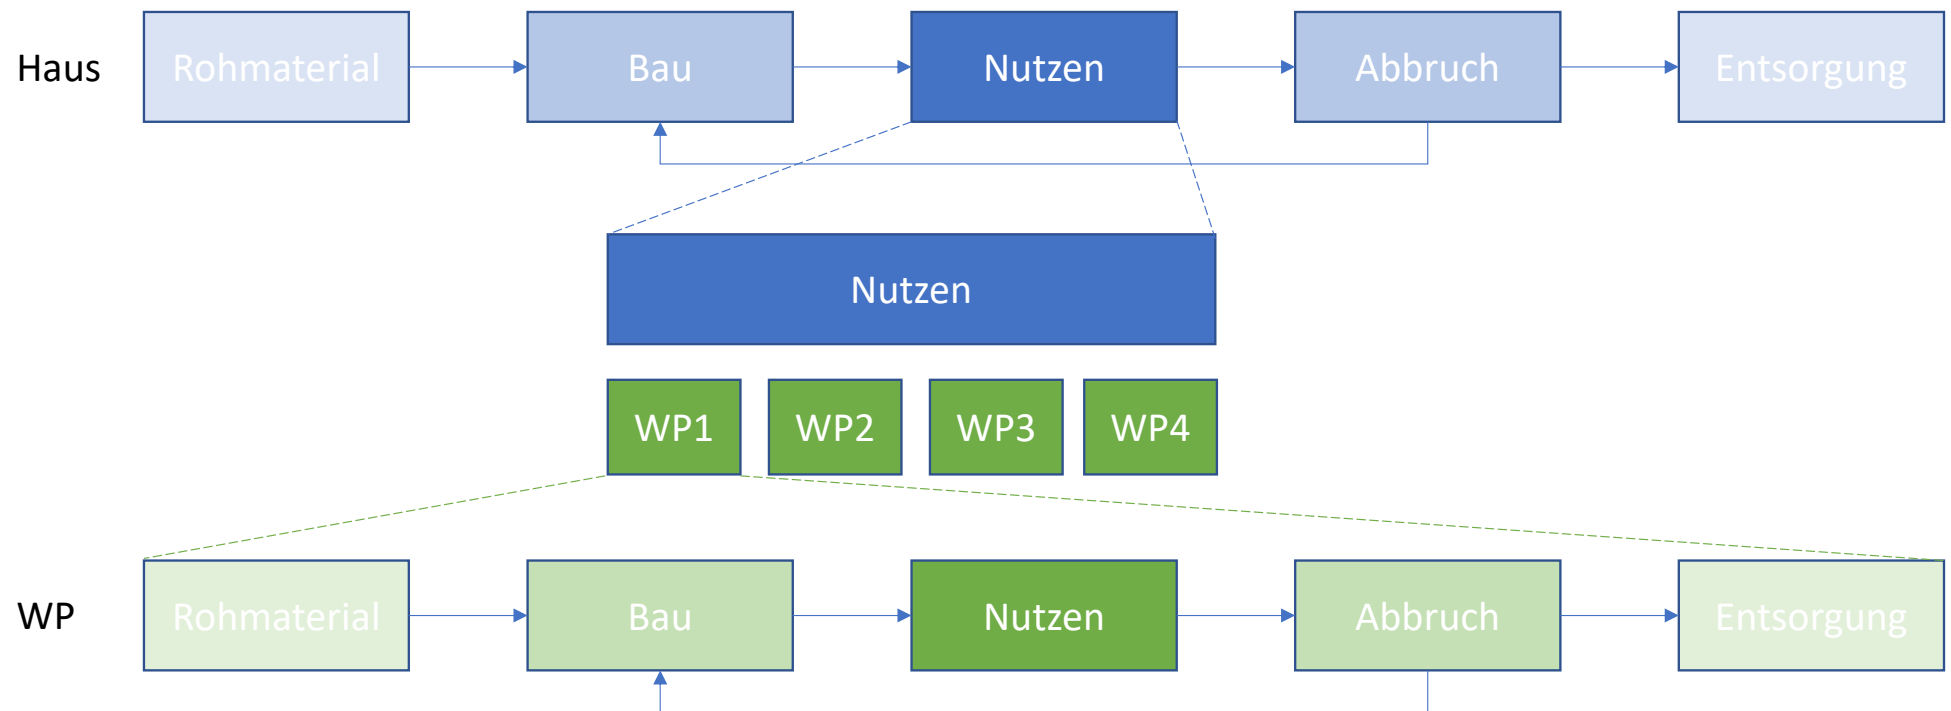 Haus
Rohmaterial
Bau
Nutzen
Abbruch
Entsorgung
Nutzen
WP1
WP2
WP3
WP4
WP
Rohmaterial
Bau
Nutzen
Abbruch
Entsorgung